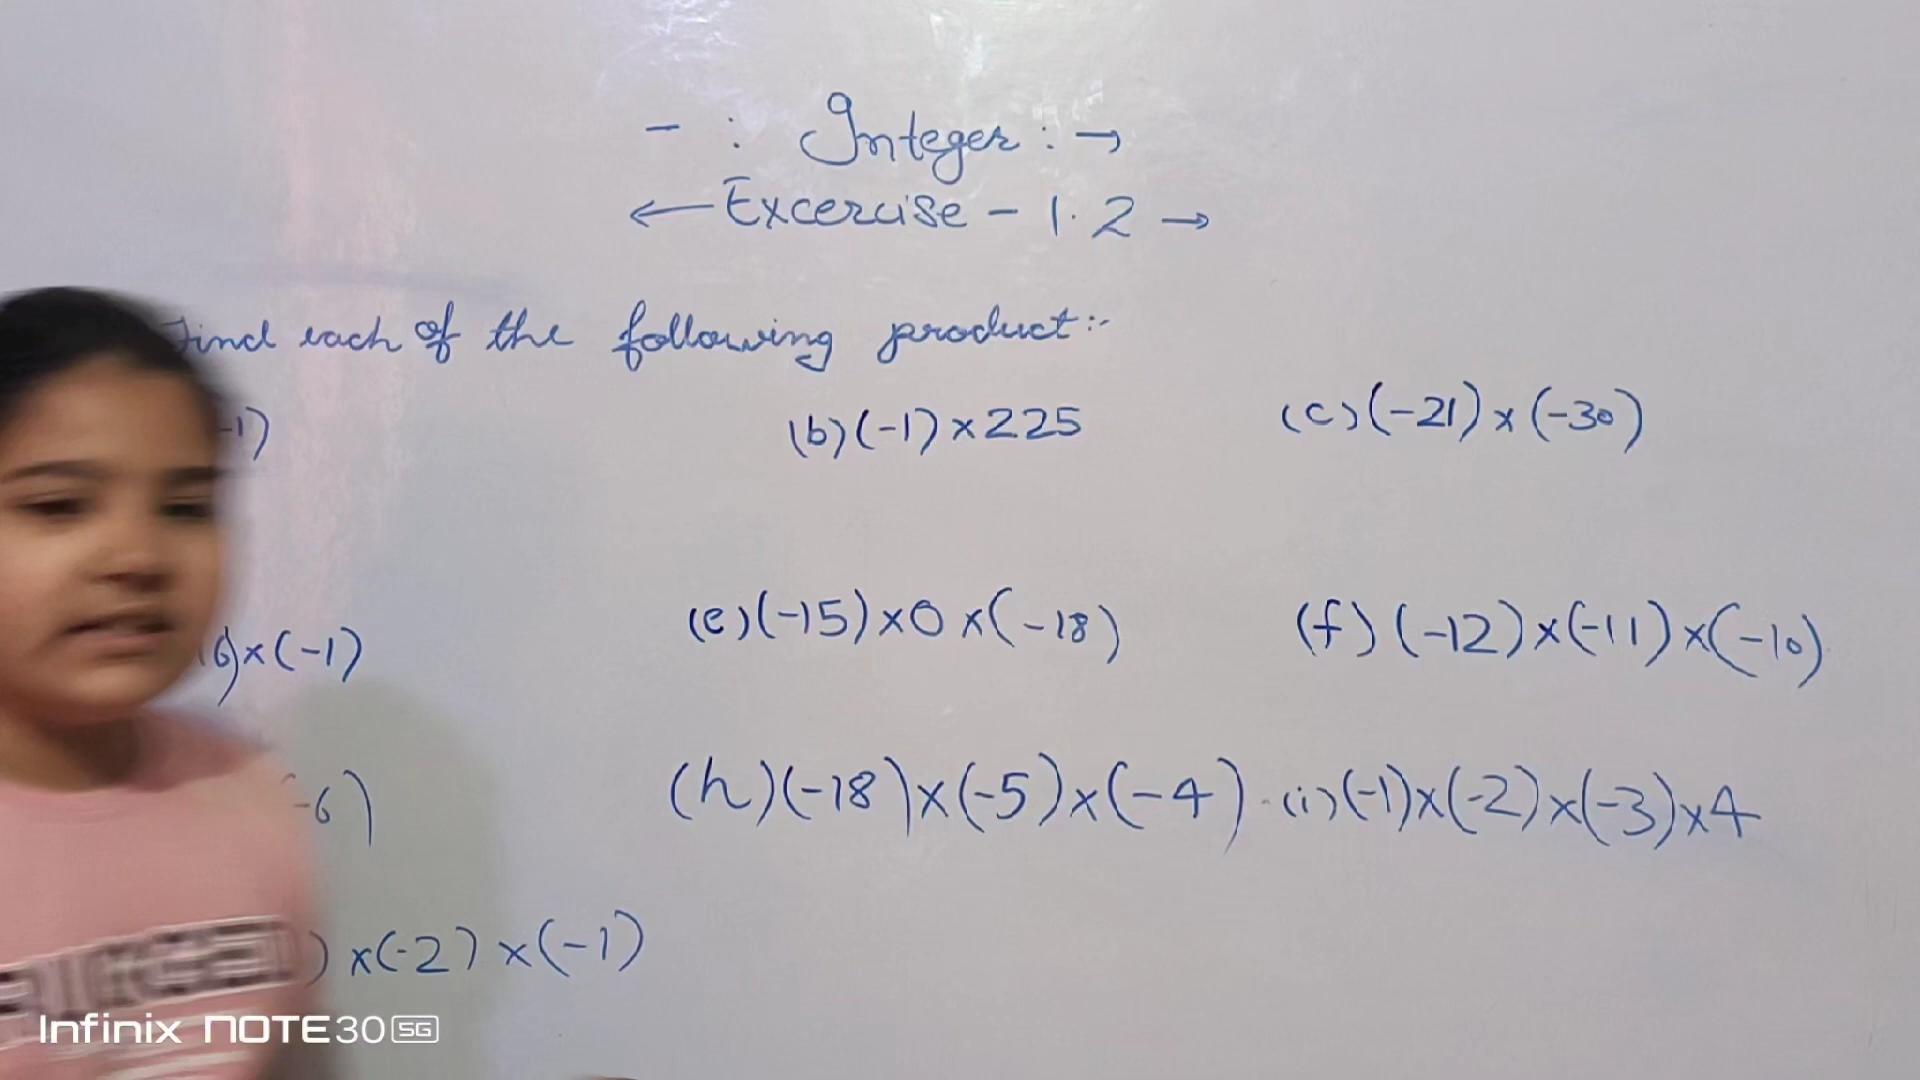 - : Integer : →
← Excercise - 1.2 →
Find each of the following product:-
-1) (b) (-1) × 225 (c) (-21) × (-30)
6) × (-1) (e) (-15) × 0 × (-18) (f) (-12) × (-11) × (-10)
-6) (h) (-18) × (-5) × (-4) (i) (-1) × (-2) × (-3) × 4
) × (-2) × (-1)
Infinix NOTE 30 5G